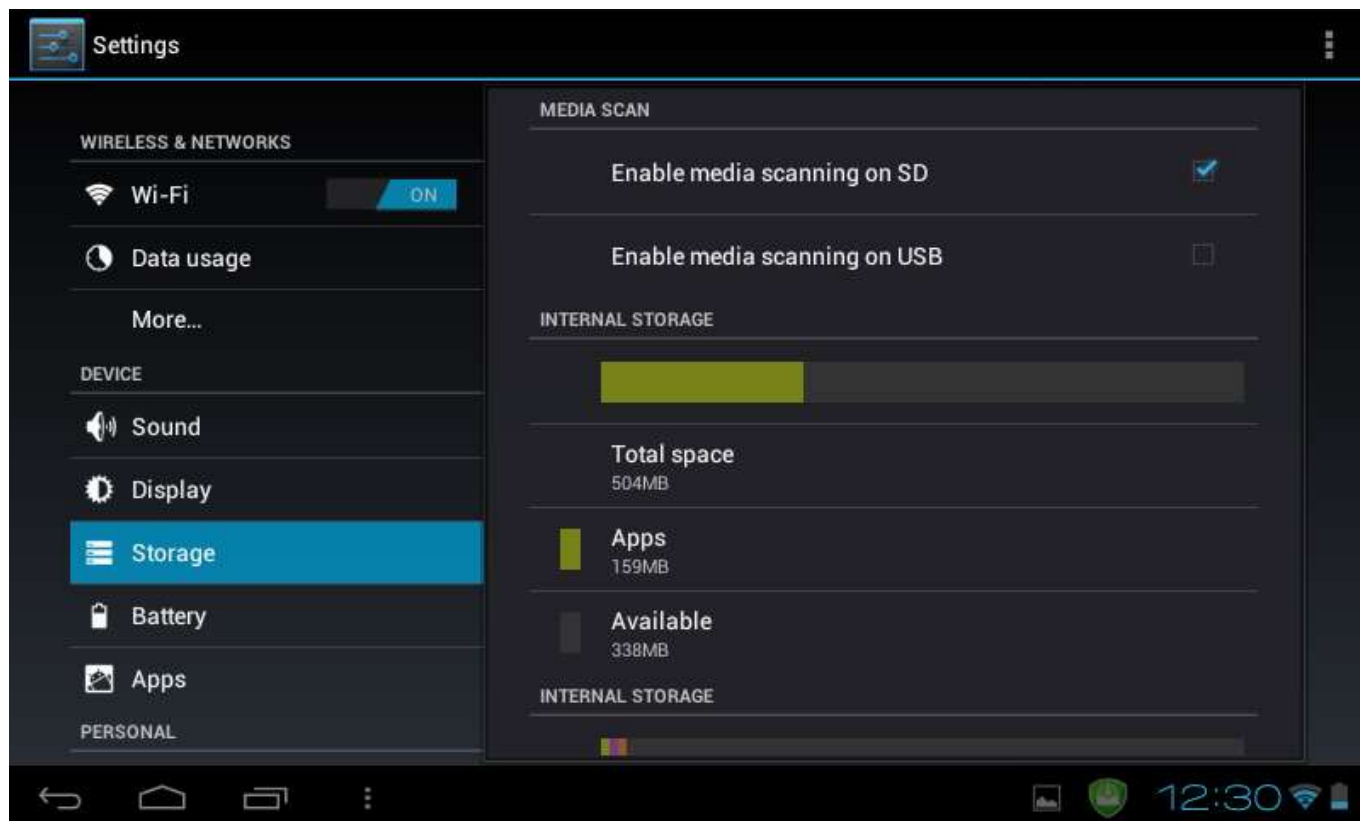 Settings
WIRELESS & NETWORKS
Wi-Fi ON
Data usage
More...
DEVICE
Sound
Display
Storage
Battery
Apps
PERSONAL
MEDIA SCAN
Enable media scanning on SD
Enable media scanning on USB
INTERNAL STORAGE
Total space
504MB
Apps
159MB
Available
338MB
INTERNAL STORAGE
12:30